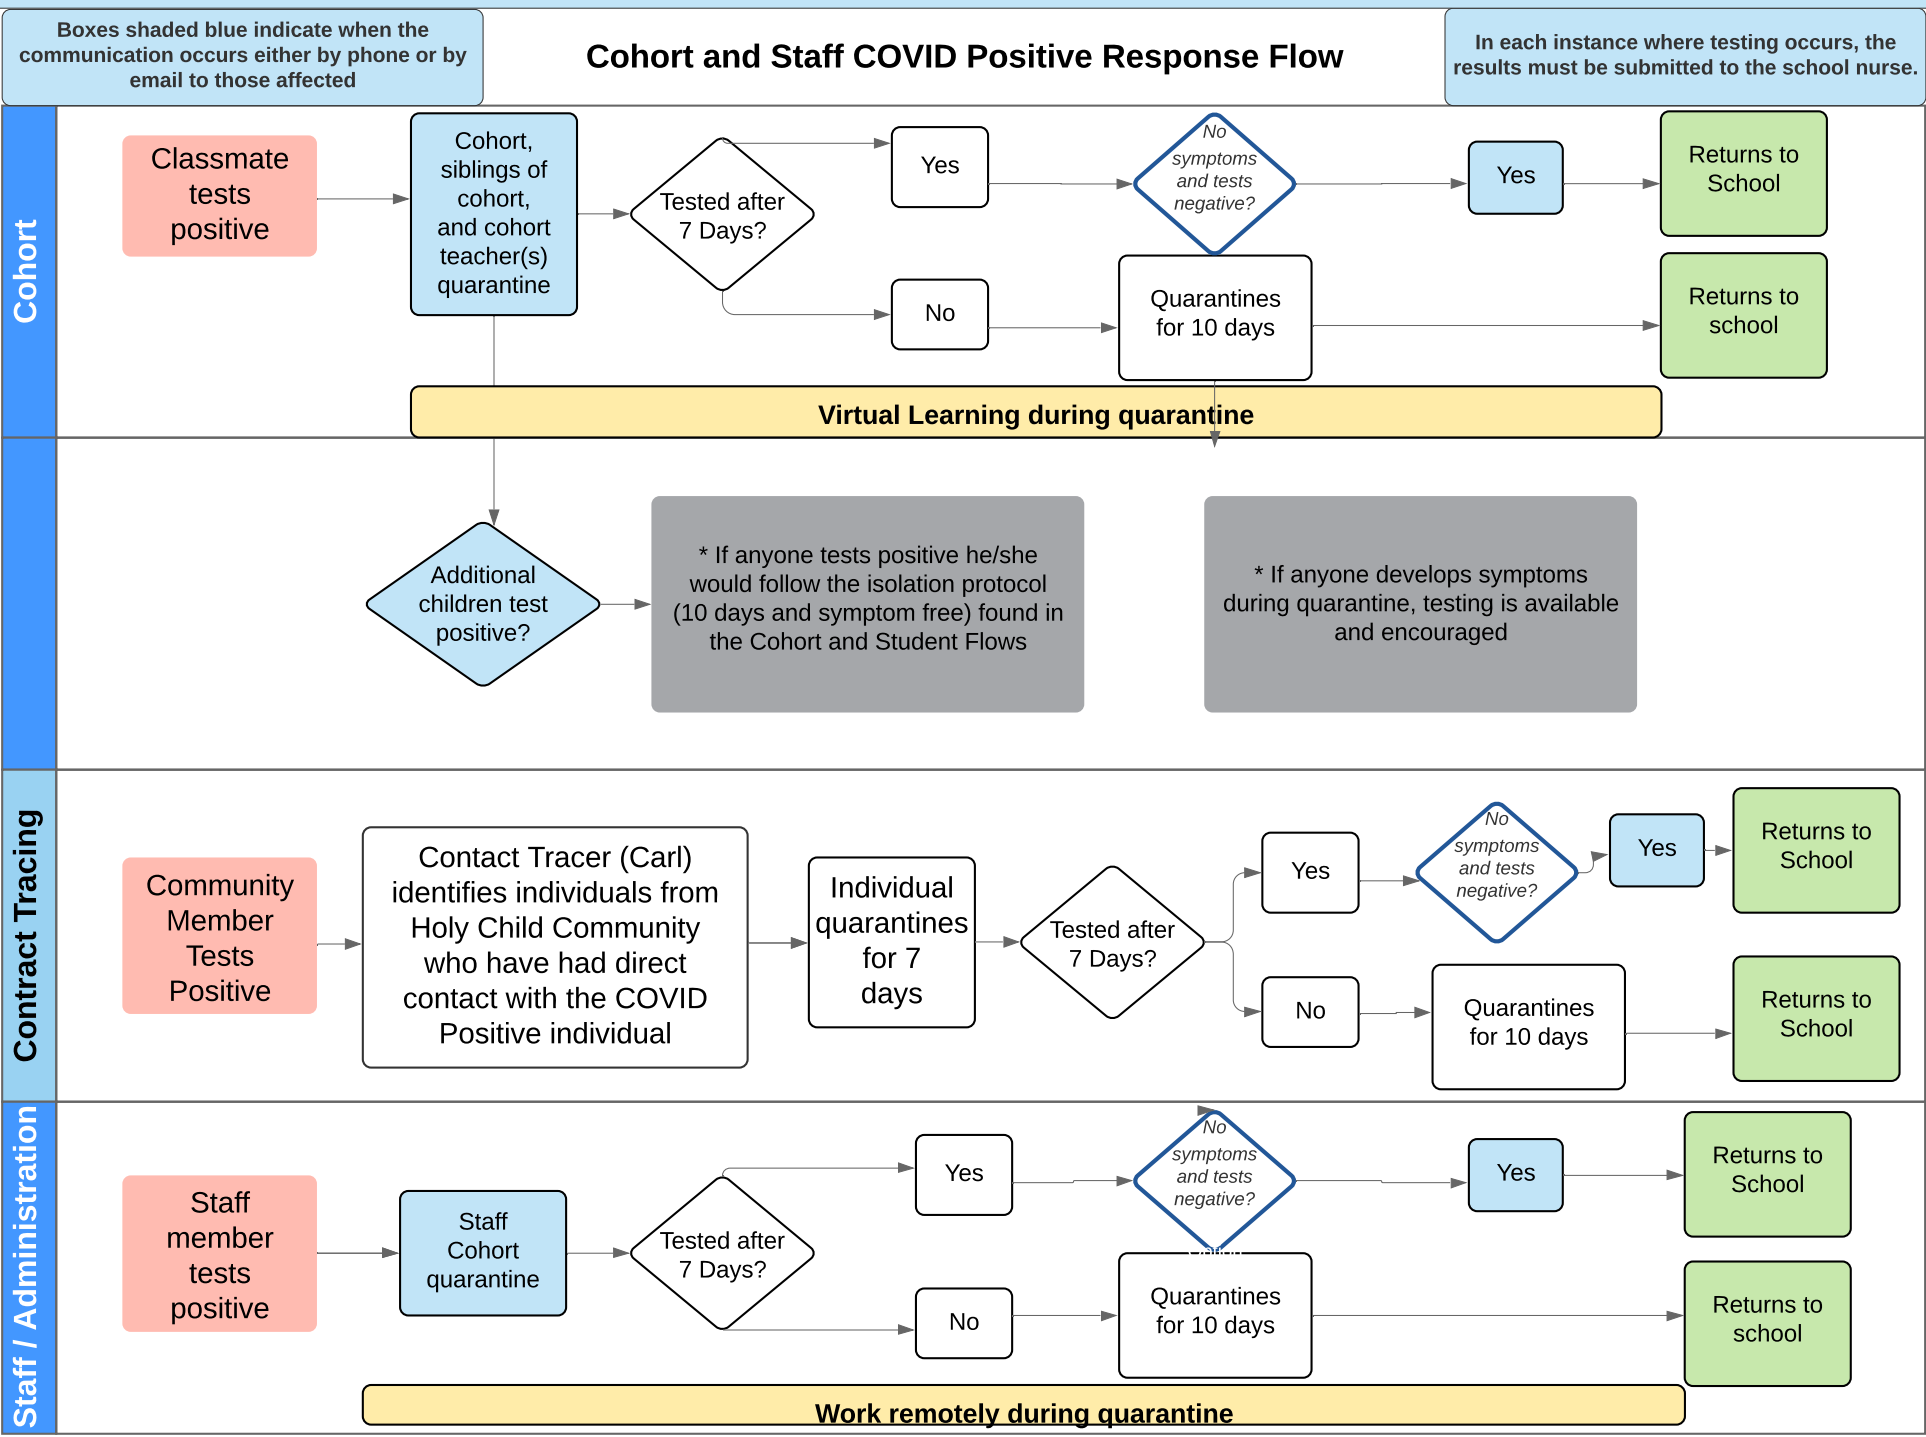 Boxes shaded blue indicate when the
communication occurs either by phone or by
email to those affected
Cohort and Staff COVID Positive Response Flow
In each instance where testing occurs, the
results must be submitted to the school nurse.
Cohort
Classmate
tests
positive
Cohort,
siblings of
cohort,
and cohort
teacher(s)
quarantine
Tested after
7 Days?
Yes
No
symptoms
and tests
negative?
Yes
Returns to
School
No
Quarantines
for 10 days
Returns to
school
Virtual Learning during quarantine
Additional
children test
positive?
* If anyone tests positive he/she
would follow the isolation protocol
(10 days and symptom free) found in
the Cohort and Student Flows
* If anyone develops symptoms
during quarantine, testing is available
and encouraged
Contract Tracing
Community
Member
Tests
Positive
Contact Tracer (Carl)
identifies individuals from
Holy Child Community
who have had direct
contact with the COVID
Positive individual
Individual
quarantines
for 7
days
Tested after
7 Days?
Yes
No
symptoms
and tests
negative?
Yes
Returns to
School
No
Quarantines
for 10 days
Returns to
School
Staff / Administration
Staff
member
tests
positive
Staff
Cohort
quarantine
Tested after
7 Days?
Yes
No
symptoms
and tests
negative?
Yes
Returns to
School
No
Quarantines
for 10 days
Returns to
school
Work remotely during quarantine